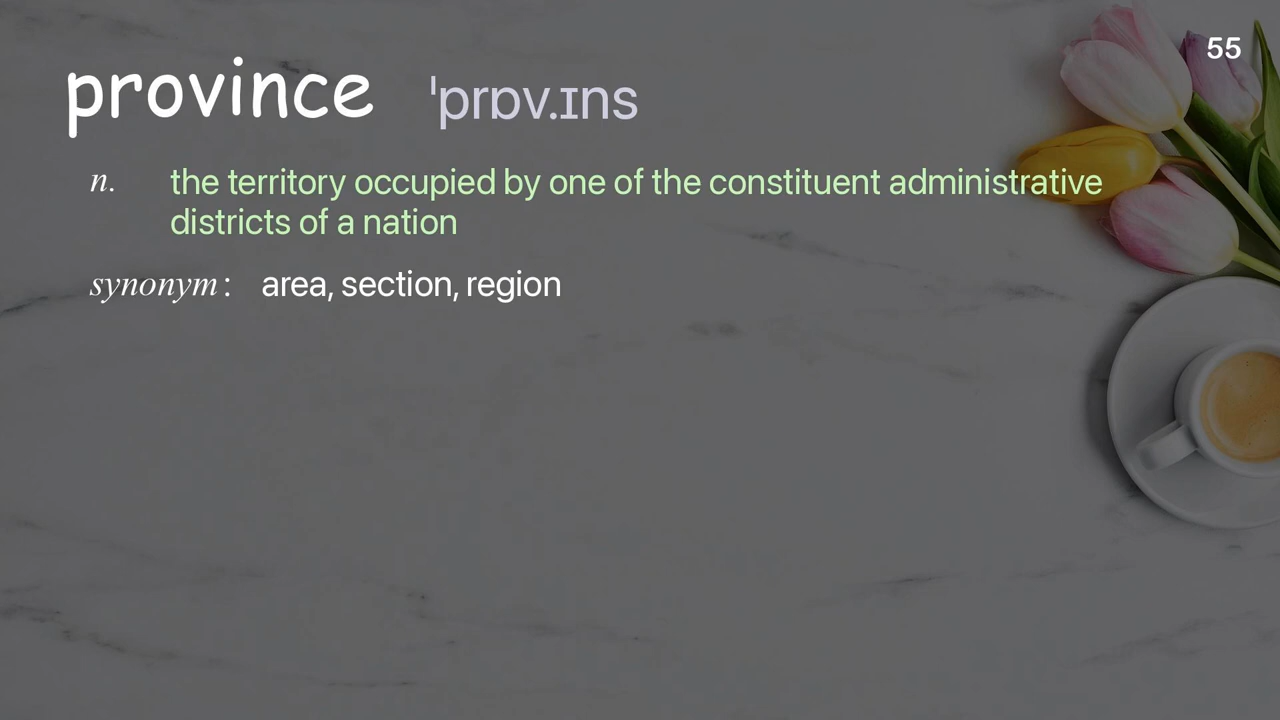 55
province ˈprɒv.ɪns
n. the territory occupied by one of the constituent administrative
districts of a nation
synonym: area, section, region